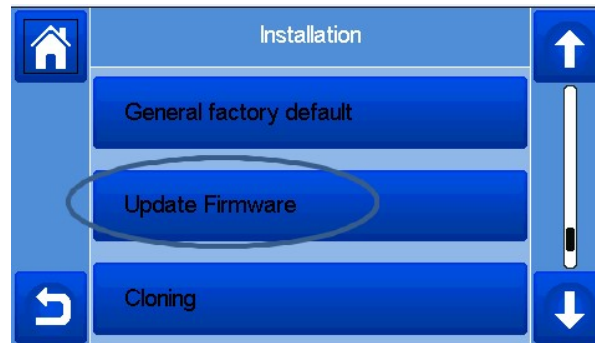 Installation
General factory default
Update Firmware
Cloning